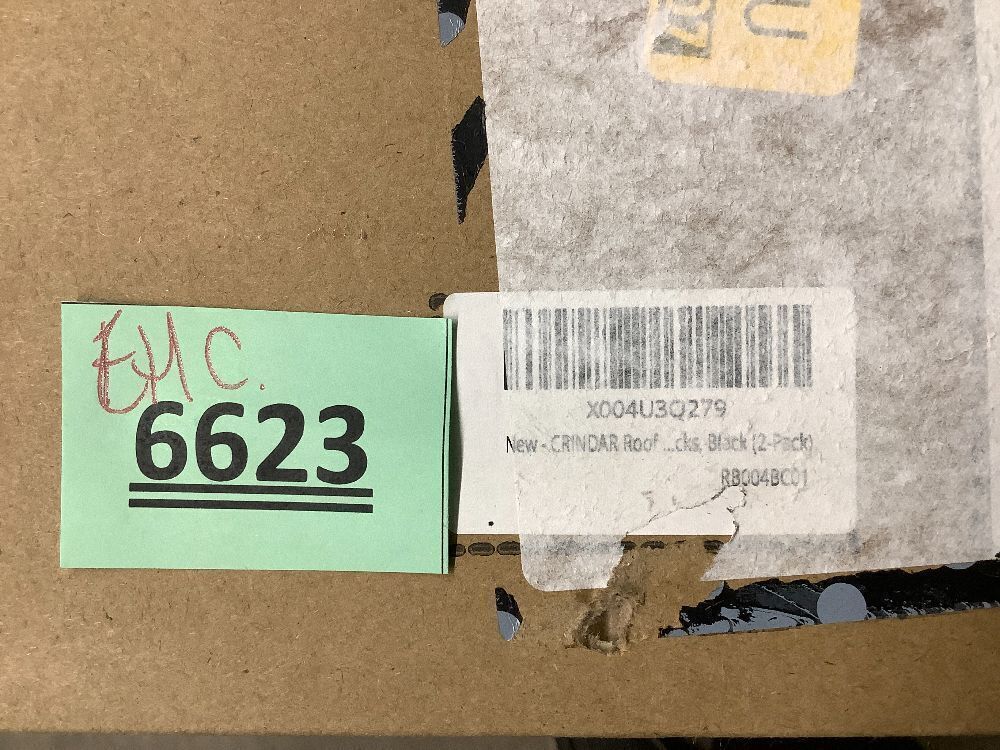 EHC.
6623
X004U3Q279
New - CRINDAR Roof ...cks, Black (2-Pack)
RB004BC01